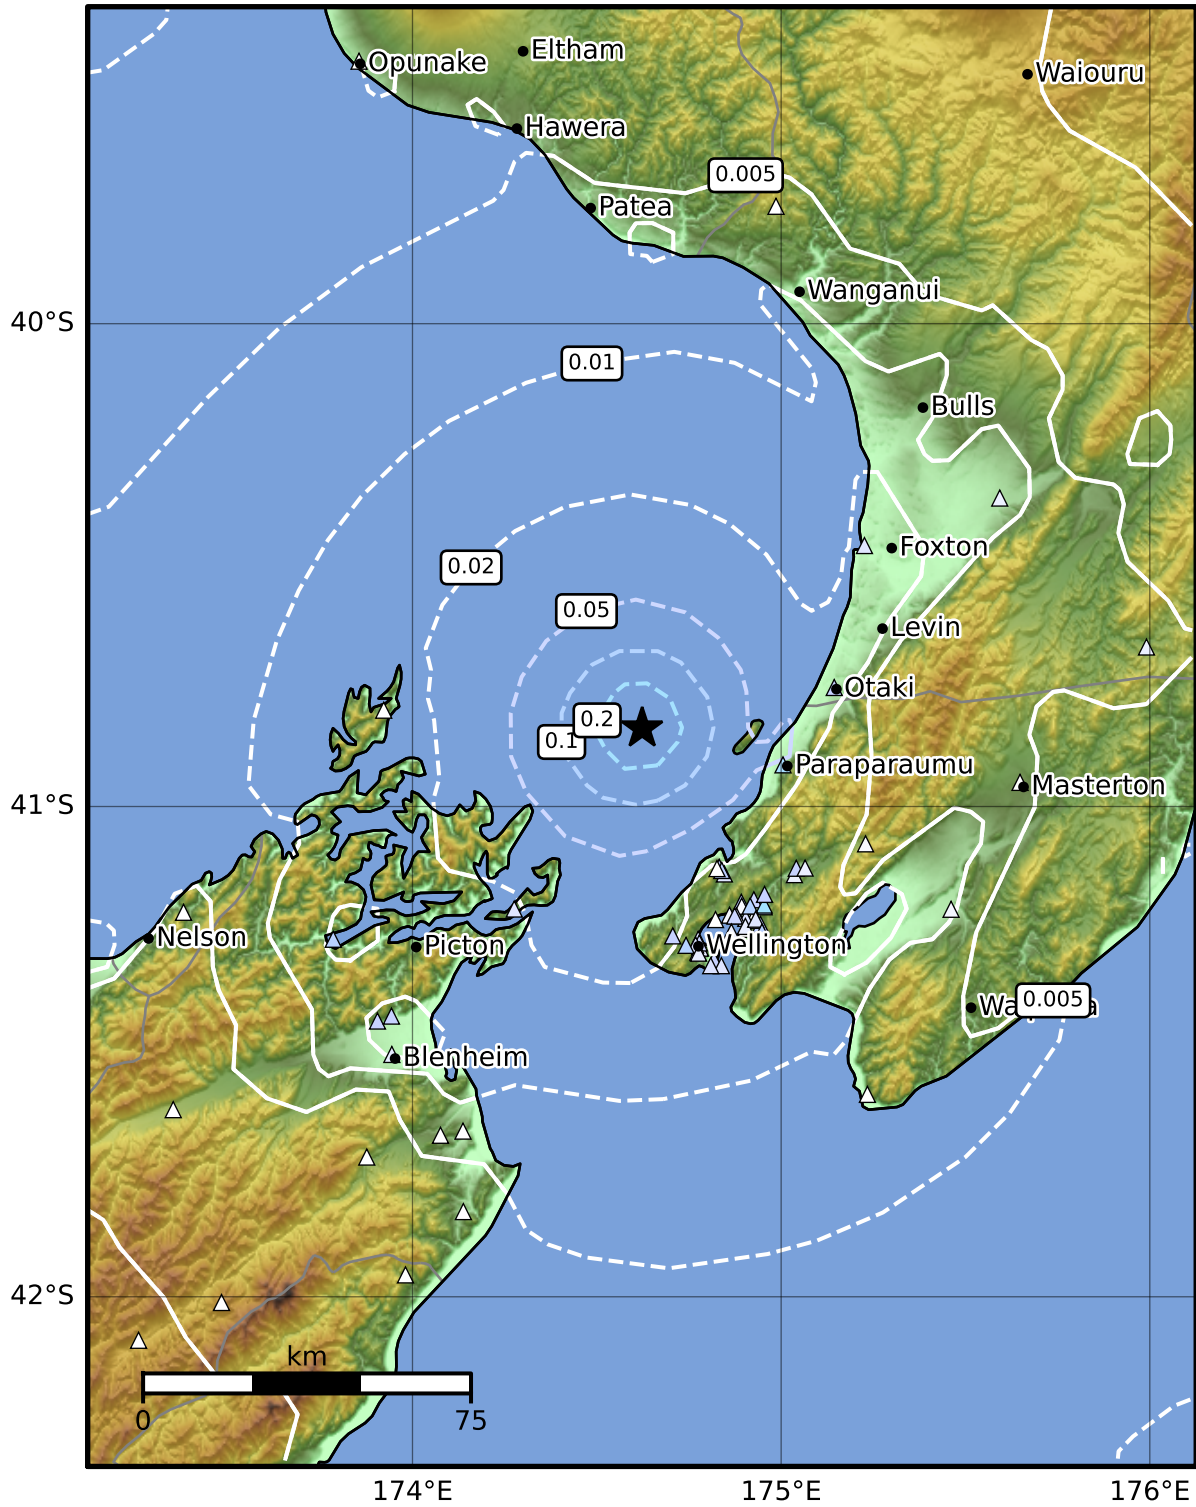 Opunake
Eltham
Waiouru
Hawera
0.005
Patea
Wanganui
40°S
0.01
Bulls
Foxton
0.02
0.05
Levin
Otaki
0.2
0.1
Paraparaumu
Masterton
41°S
Nelson
Picton
Wellington
0.005
Blenheim
42°S
km
0
75
174°E
175°E
176°E